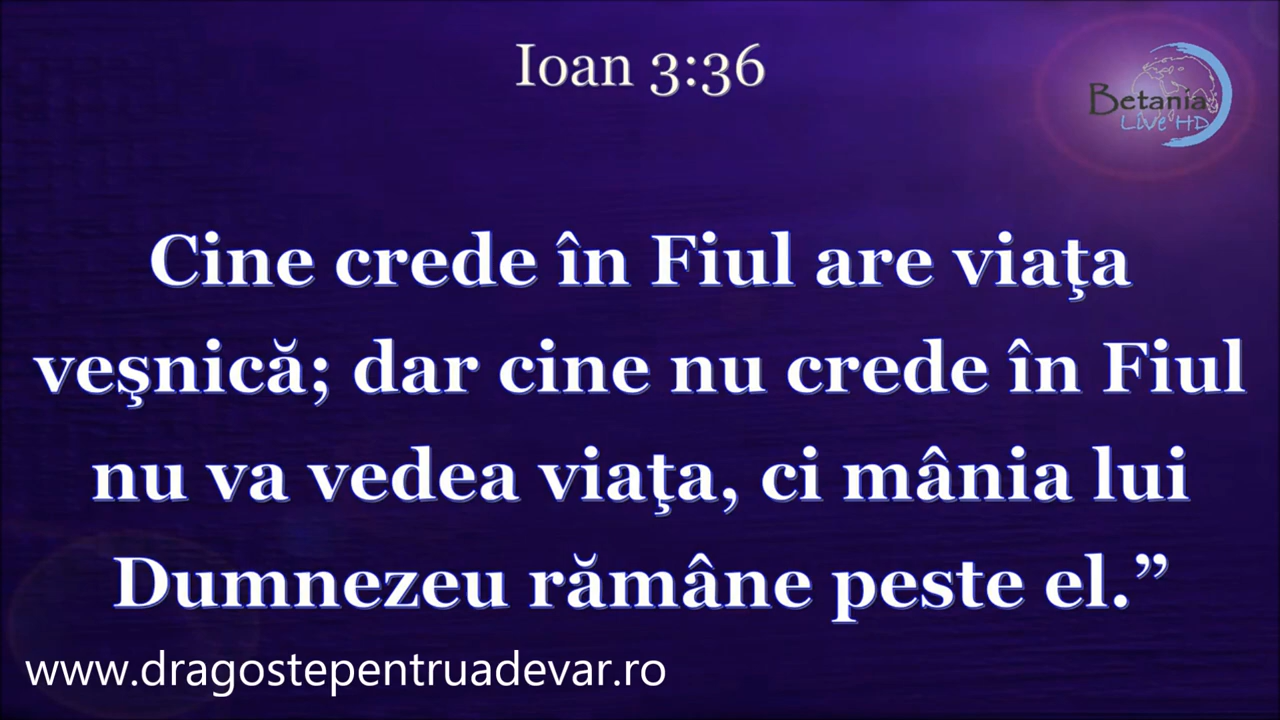 Ioan 3:36
Betania
Live HD
Cine crede în Fiul are viaţa
veşnică; dar cine nu crede în Fiul
nu va vedea viaţa, ci mânia lui
Dumnezeu rămâne peste el.”
www.dragostepentruadevar.ro